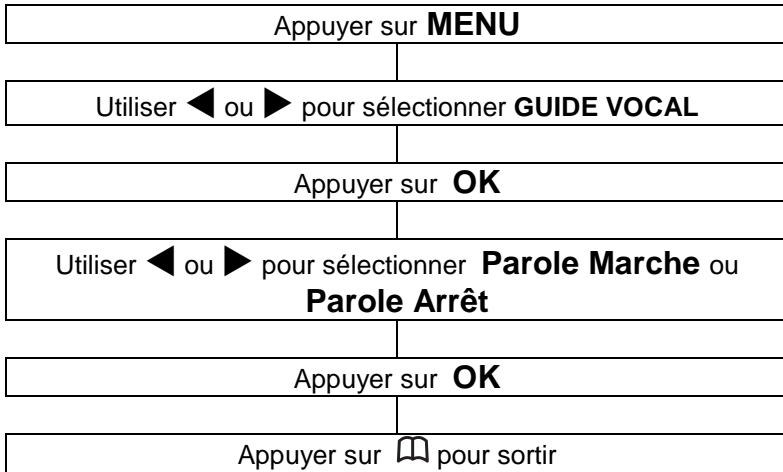 Appuyer sur MENU
Utiliser ◀ ou ▶ pour sélectionner GUIDE VOCAL
Appuyer sur OK
Utiliser ◀ ou ▶ pour sélectionner Parole Marche ou
Parole Arrêt
Appuyer sur OK
Appuyer sur 🕮 pour sortir